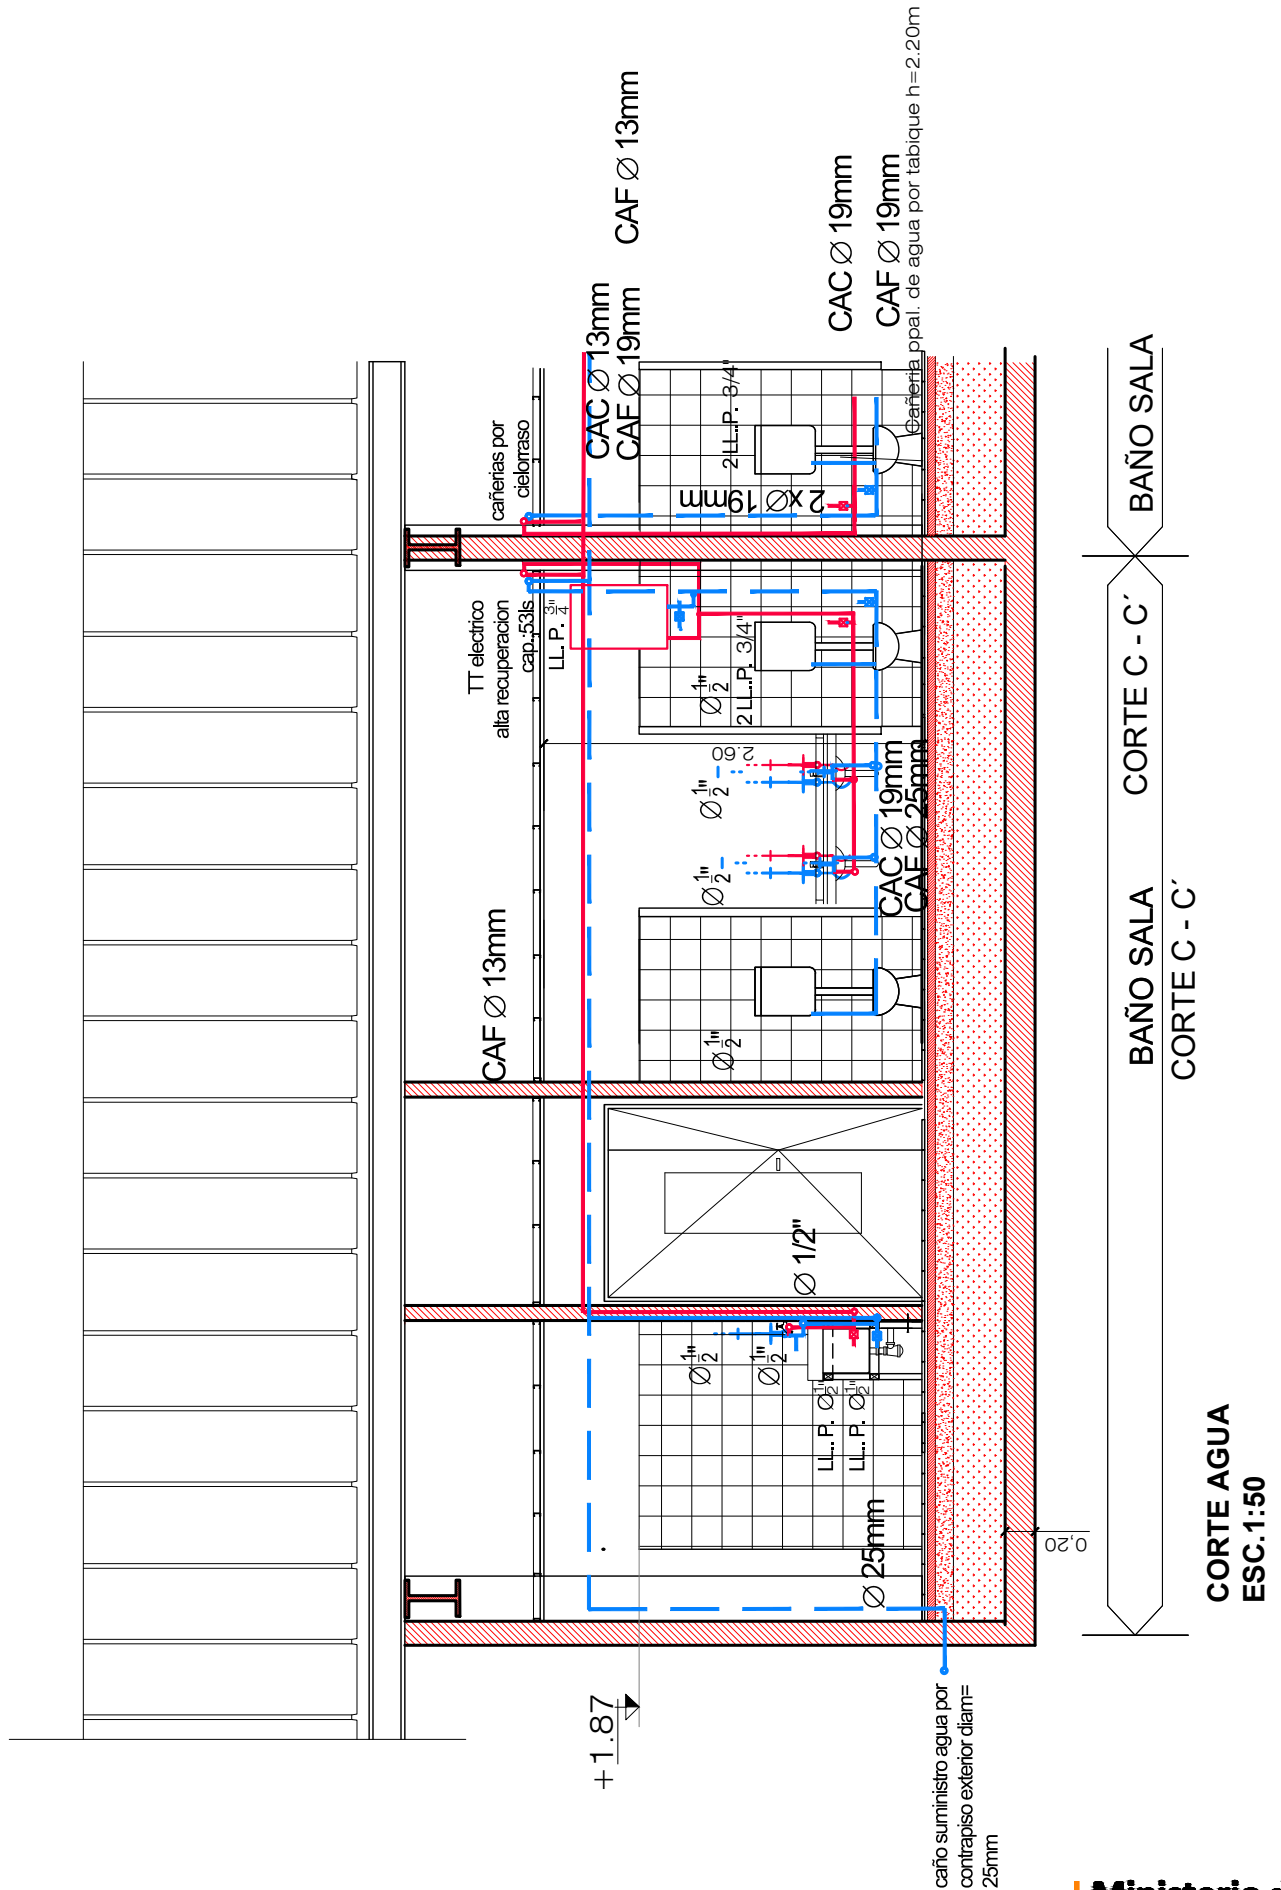 CAF Ø 13mm
CAC Ø 13mm
CAF Ø 19mm
CAC Ø 19mm
CAF Ø 19mm
Cañeria ppal. de agua por tabique h=2.20m
cañerias por
cielorraso
2LL.P. 3/4"
2xØ19mm
BAÑO SALA
TT electrico
alta recuperacion
cap.:53ls
LL. P. 3/4"
Ø 1/2"
2LL.P. 3/4"
2.60
Ø 1/2"
Ø 1/2"
CAC Ø 19mm
CAF Ø 25mm
CORTE C - C´
BAÑO SALA
CORTE C - C´
CAF Ø 13mm
Ø 1/2"
Ø 1/2"
Ø 1/2"
Ø 1/2"
LL. P. Ø 1/2"
LL. P. Ø 1/2"
Ø 25mm
0,20
+1.87
caño suministro agua por
contrapiso exterior diam=
25mm
CORTE AGUA
ESC.1:50
Ministerio